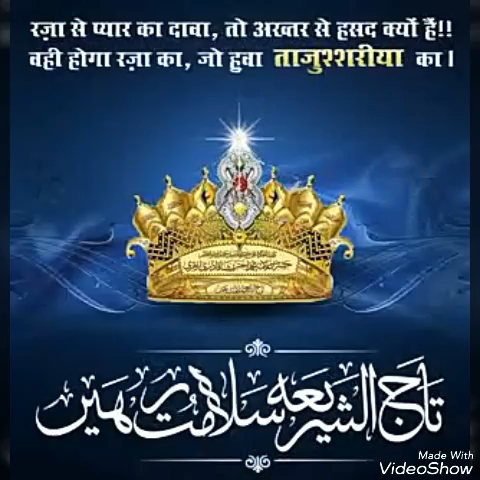 रज़ा से प्यार का दावा, तो अख्तर से हसद क्यों हैं!!
वही होगा रज़ा का, जो हुवा ताजुश्शरीया का।
تاج الشریعہ سلامت رہیں
Made With
VideoShow